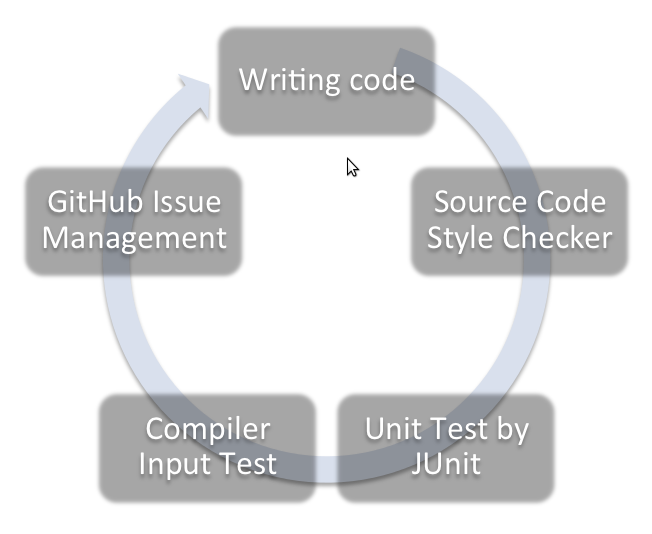 Writing code
Source Code
Style Checker
Unit Test by
JUnit
Compiler
Input Test
GitHub Issue
Management